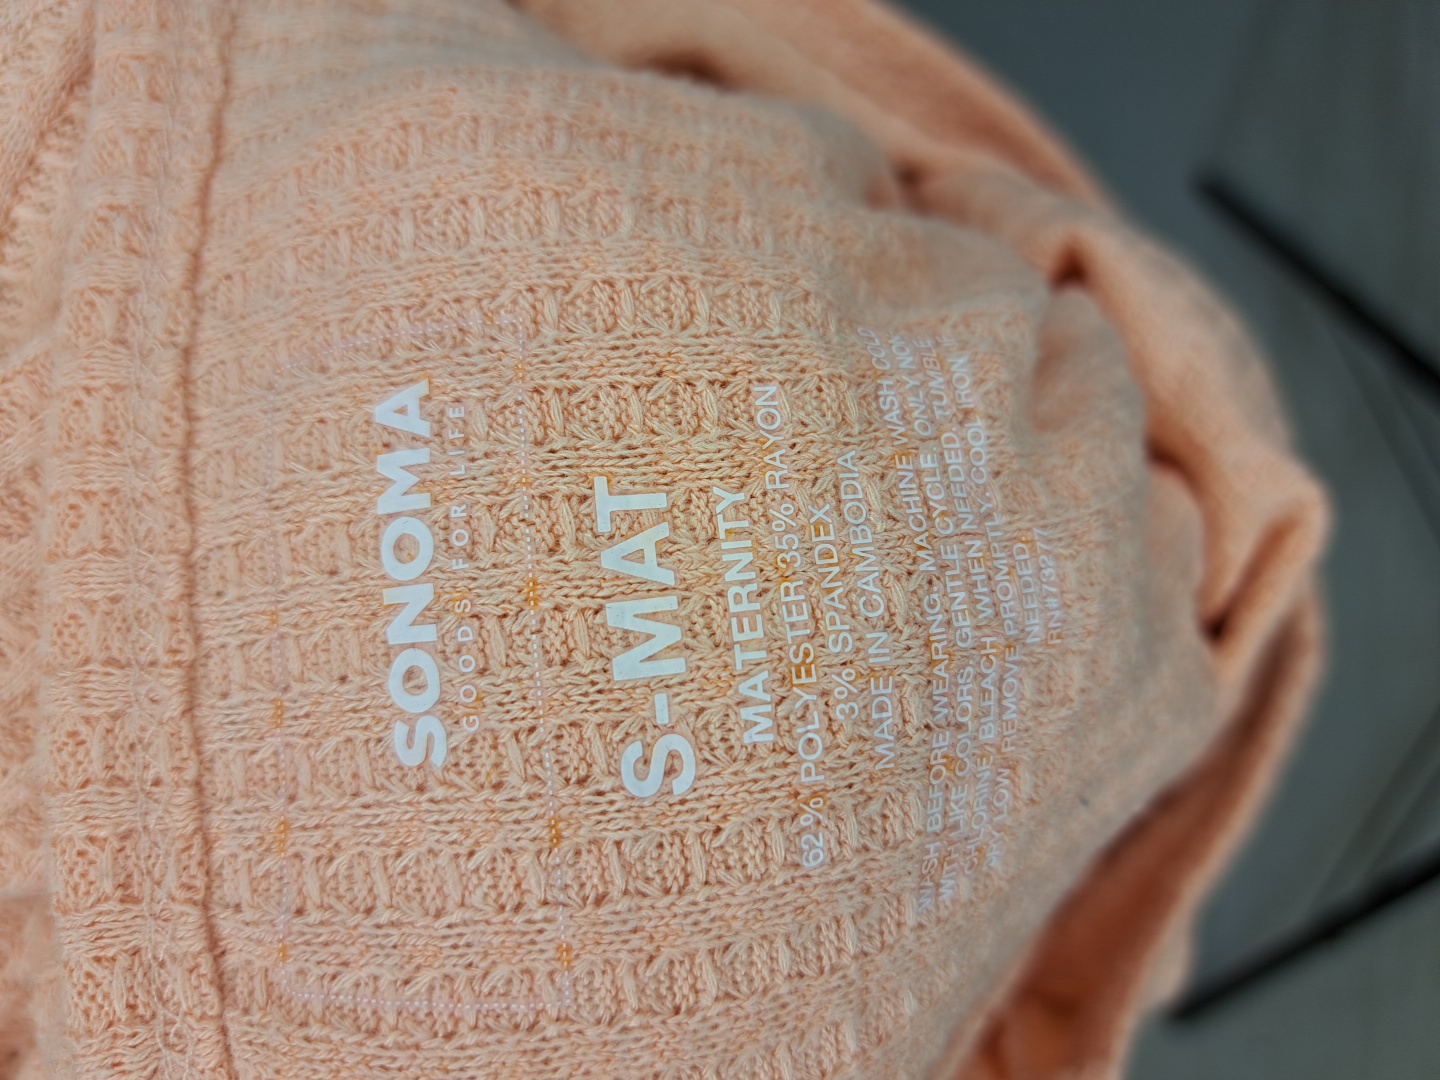 SONOMA
GOODS FOR LIFE
S-MAT
MATERNITY
62% POLYESTER 35% RAYON
3% SPANDEX
MADE IN CAMBODIA
WASH BEFORE WEARING. MACHINE WASH COLD
WITH LIKE COLORS. GENTLE CYCLE. ONLY NON
CHLORINE BLEACH WHEN NEEDED. TUMBLE
LOW. REMOVE PROMPTLY. COOL IRON
NEEDED
RN#73277